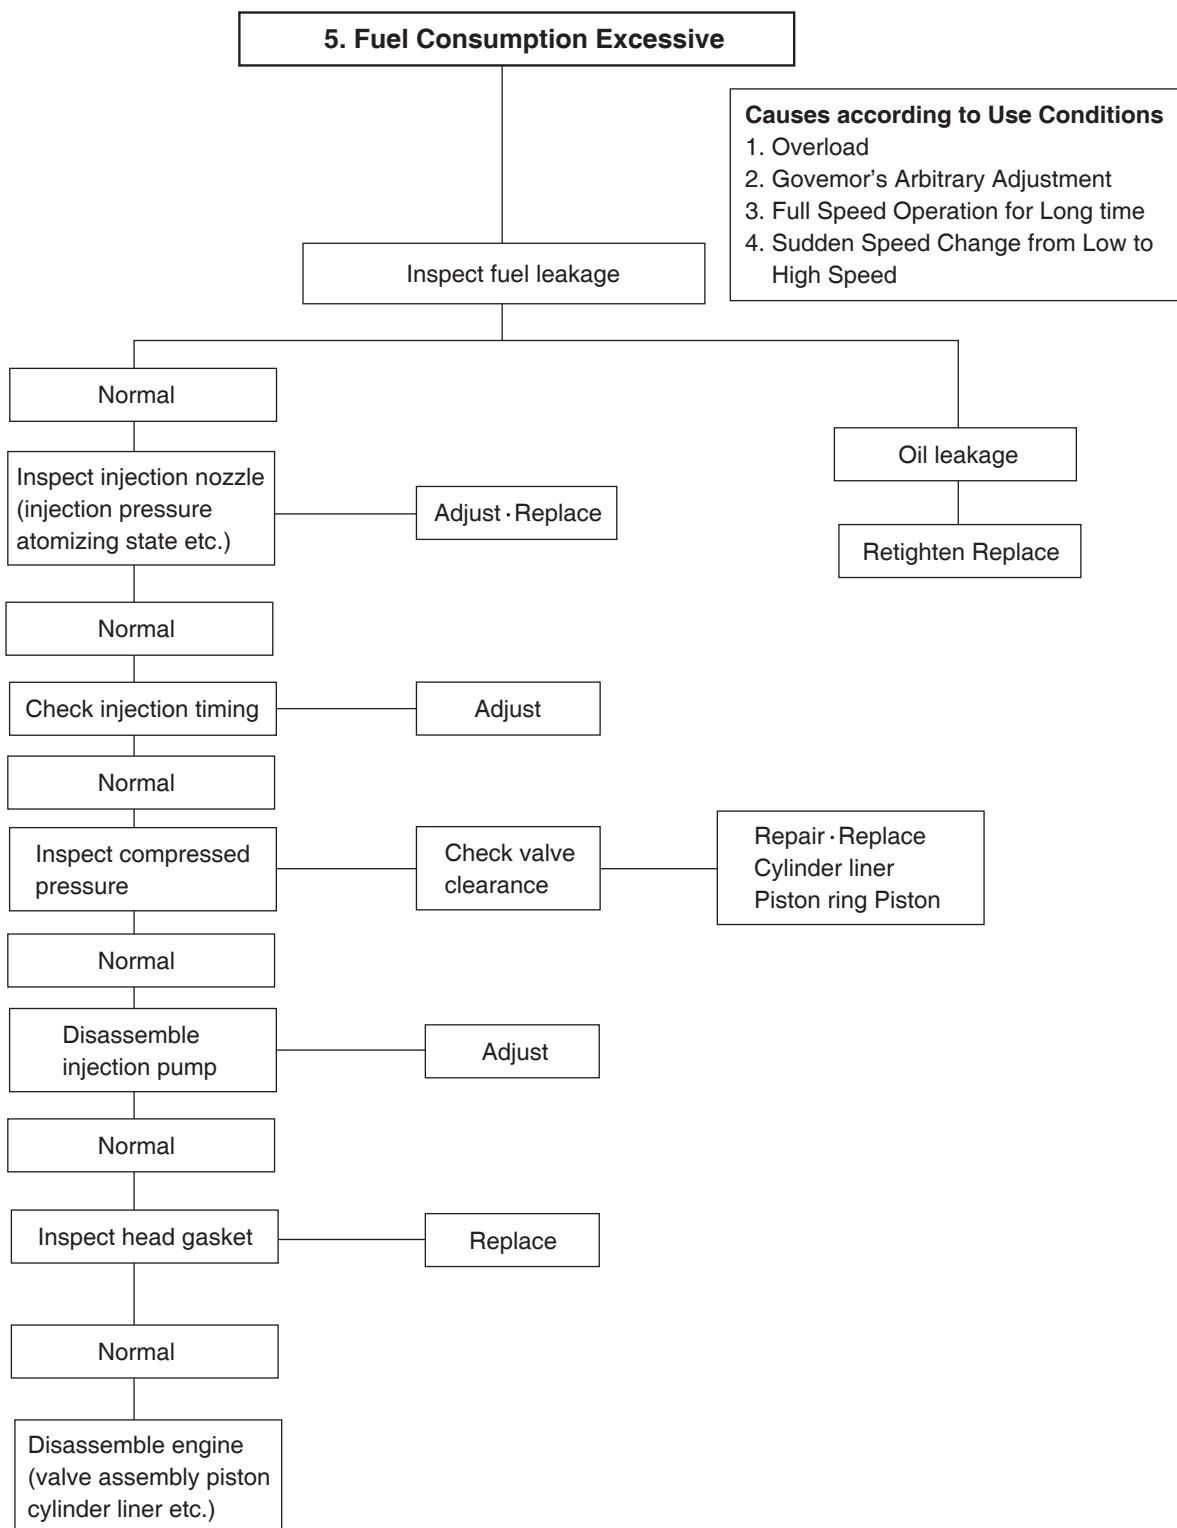 5. Fuel Consumption Excessive
Causes according to Use Conditions
1. Overload
2. Govemor’s Arbitrary Adjustment
3. Full Speed Operation for Long time
4. Sudden Speed Change from Low to
High Speed
Inspect fuel leakage
Normal
Oil leakage
Inspect injection nozzle
(injection pressure
atomizing state etc.)
Adjust · Replace
Retighten Replace
Normal
Check injection timing
Adjust
Normal
Inspect compressed
pressure
Check valve
clearance
Repair · Replace
Cylinder liner
Piston ring Piston
Normal
Disassemble
injection pump
Adjust
Normal
Inspect head gasket
Replace
Normal
Disassemble engine
(valve assembly piston
cylinder liner etc.)